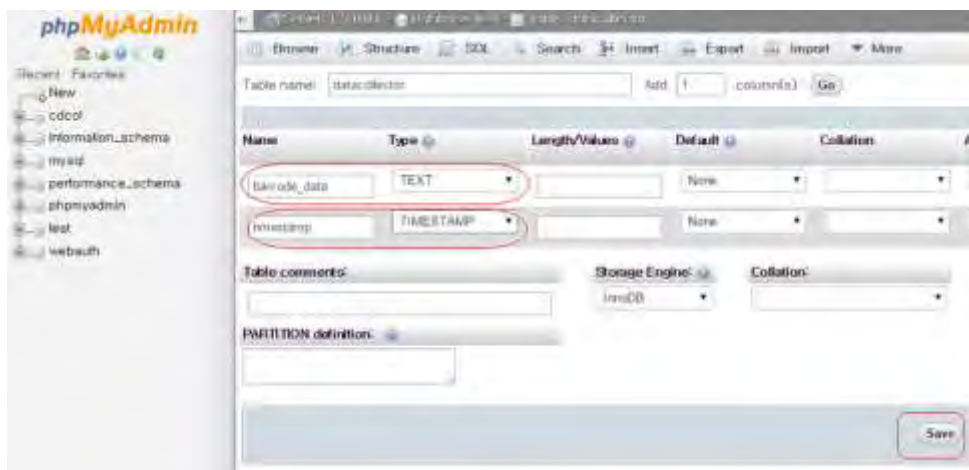 phpMyAdmin
Recent Favorites
New
cdcol
information_schema
mysql
performance_schema
phpmyadmin
test
webauth
Browse Structure SQL Search Insert Export Import More
Table name: datacollector Add 1 column(s) Go
Name Type Length/Values Default Collation
barcode_data TEXT None
timestamp TIMESTAMP None
Table comments: Storage Engine: Collation:
InnoDB
PARTITION definition:
Save